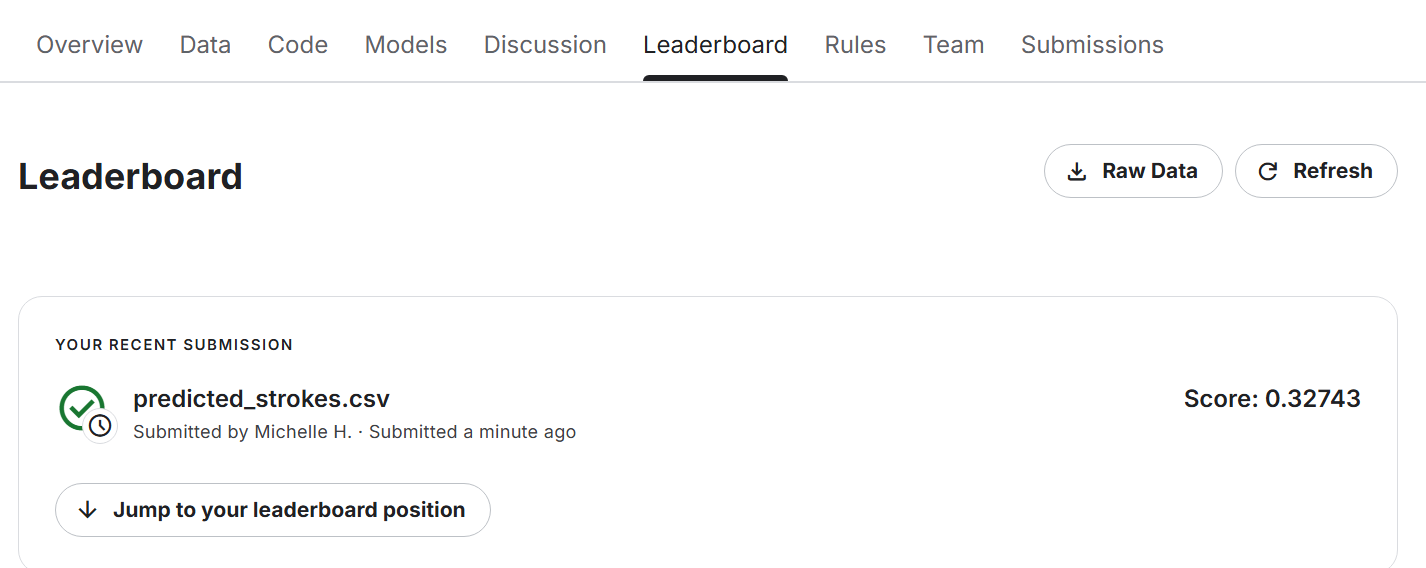 Overview Data Code Models Discussion Leaderboard Rules Team Submissions
Leaderboard
Raw Data Refresh
YOUR RECENT SUBMISSION
predicted_strokes.csv
Score: 0.32743
Submitted by Michelle H. · Submitted a minute ago
Jump to your leaderboard position